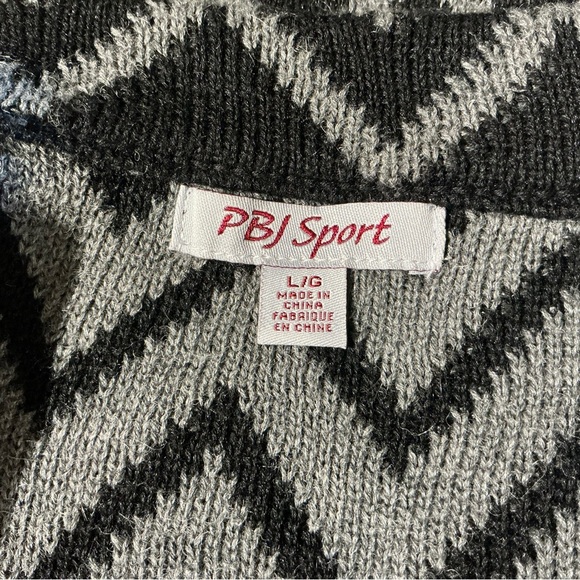 PBJ Sport
L/G
MADE IN
CHINA
FABRIQUE
EN CHINE